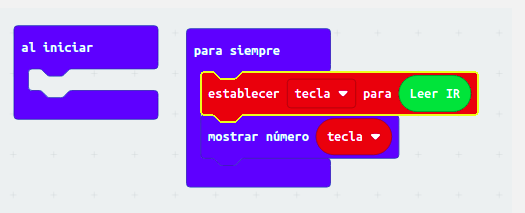 al iniciar
para siempre
establecer tecla para Leer IR
mostrar número tecla